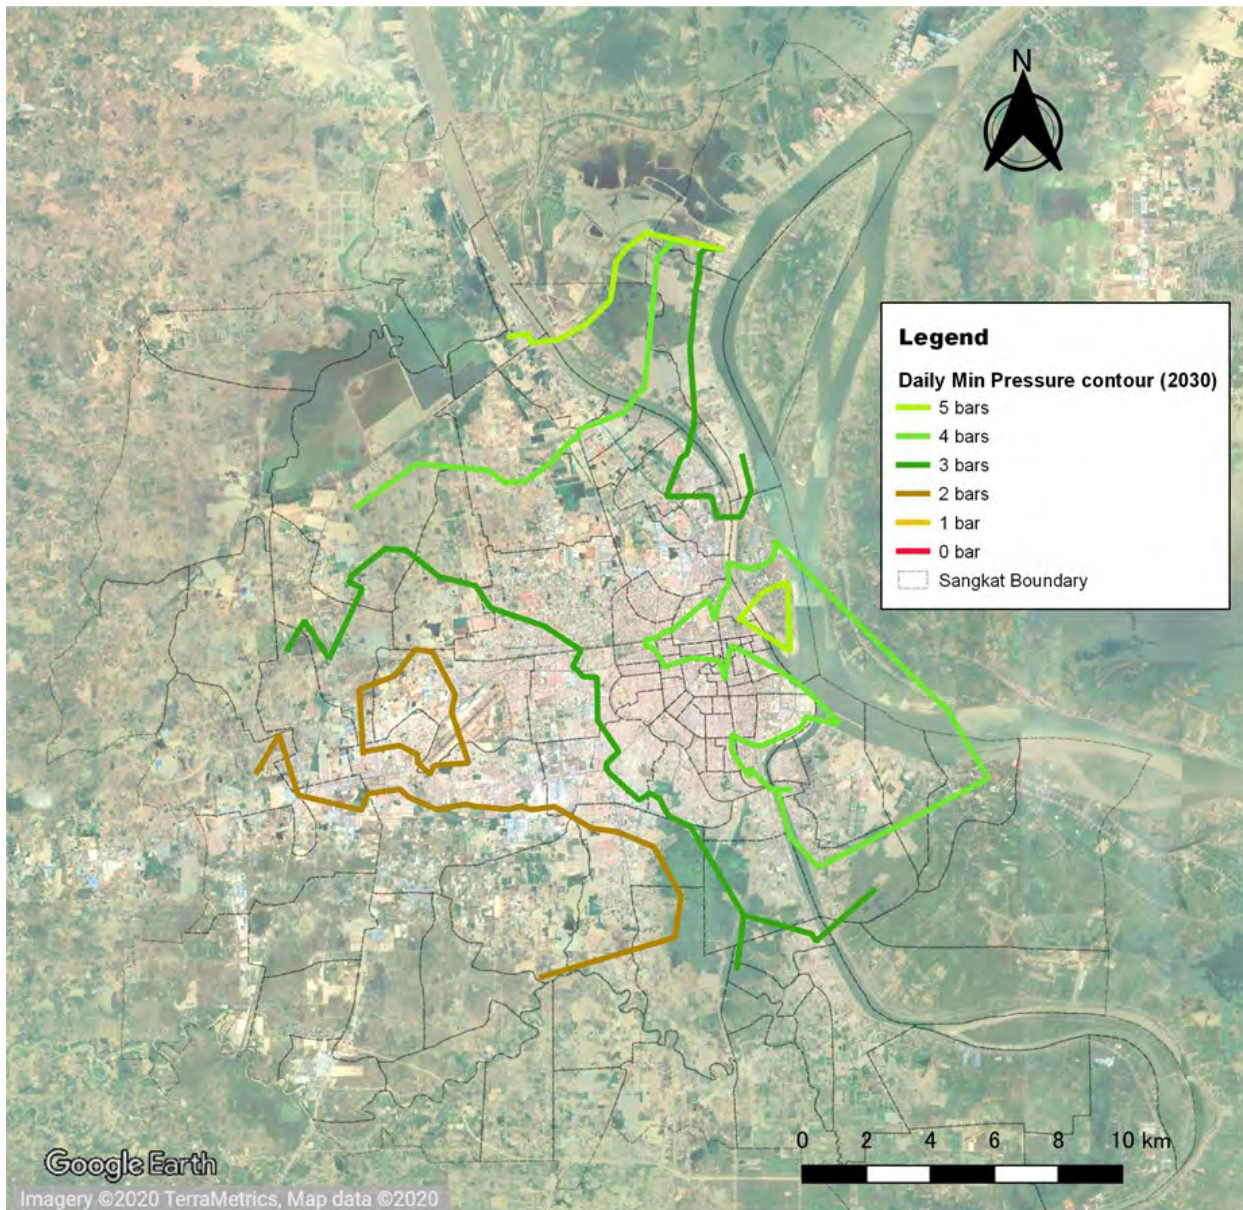 N
Legend
Daily Min Pressure contour (2030)
5 bars
4 bars
3 bars
2 bars
1 bar
0 bar
Sangkat Boundary
0 2 4 6 8 10 km
Google Earth
Imagery ©2020 TerraMetrics, Map data ©2020